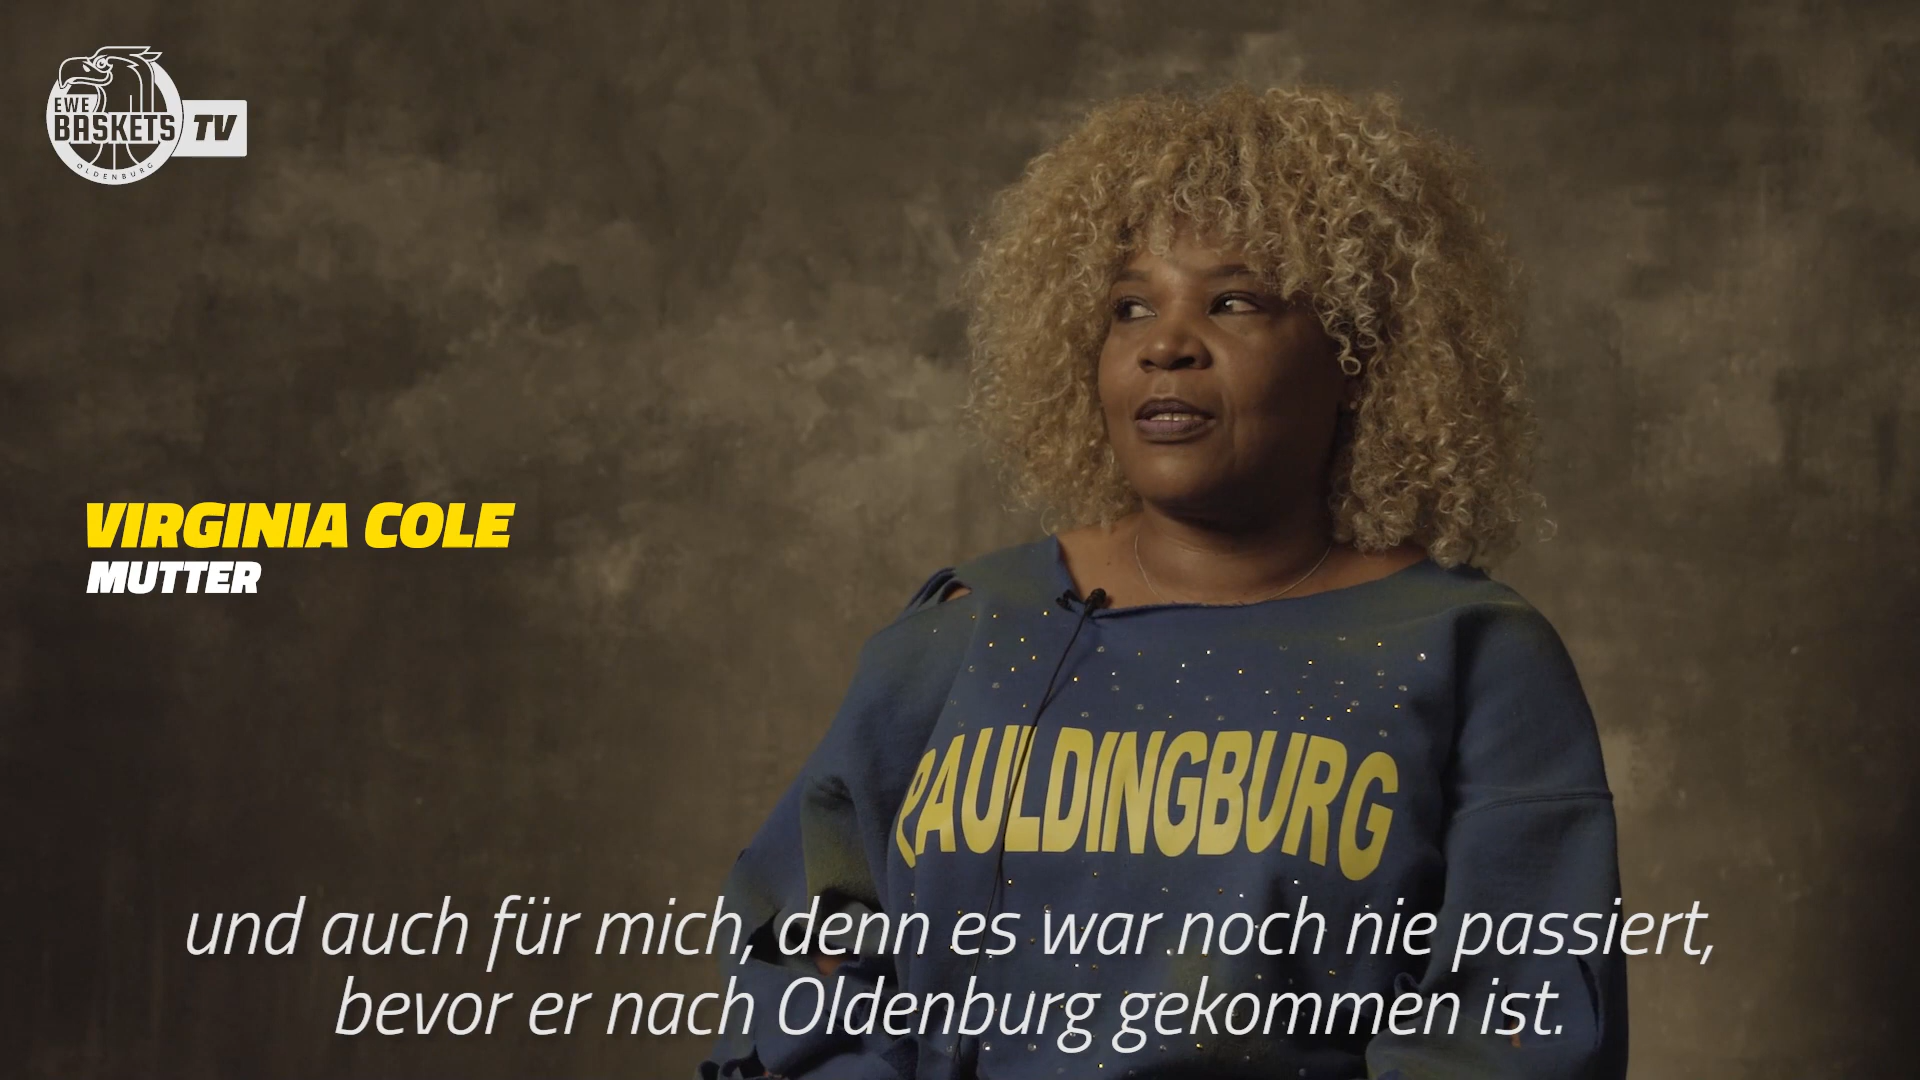 EWE
BASKETS
TV
OLDENBURG
VIRGINIA COLE
MUTTER
PAULDINGBURG
und auch für mich, denn es war noch nie passiert,
bevor er nach Oldenburg gekommen ist.